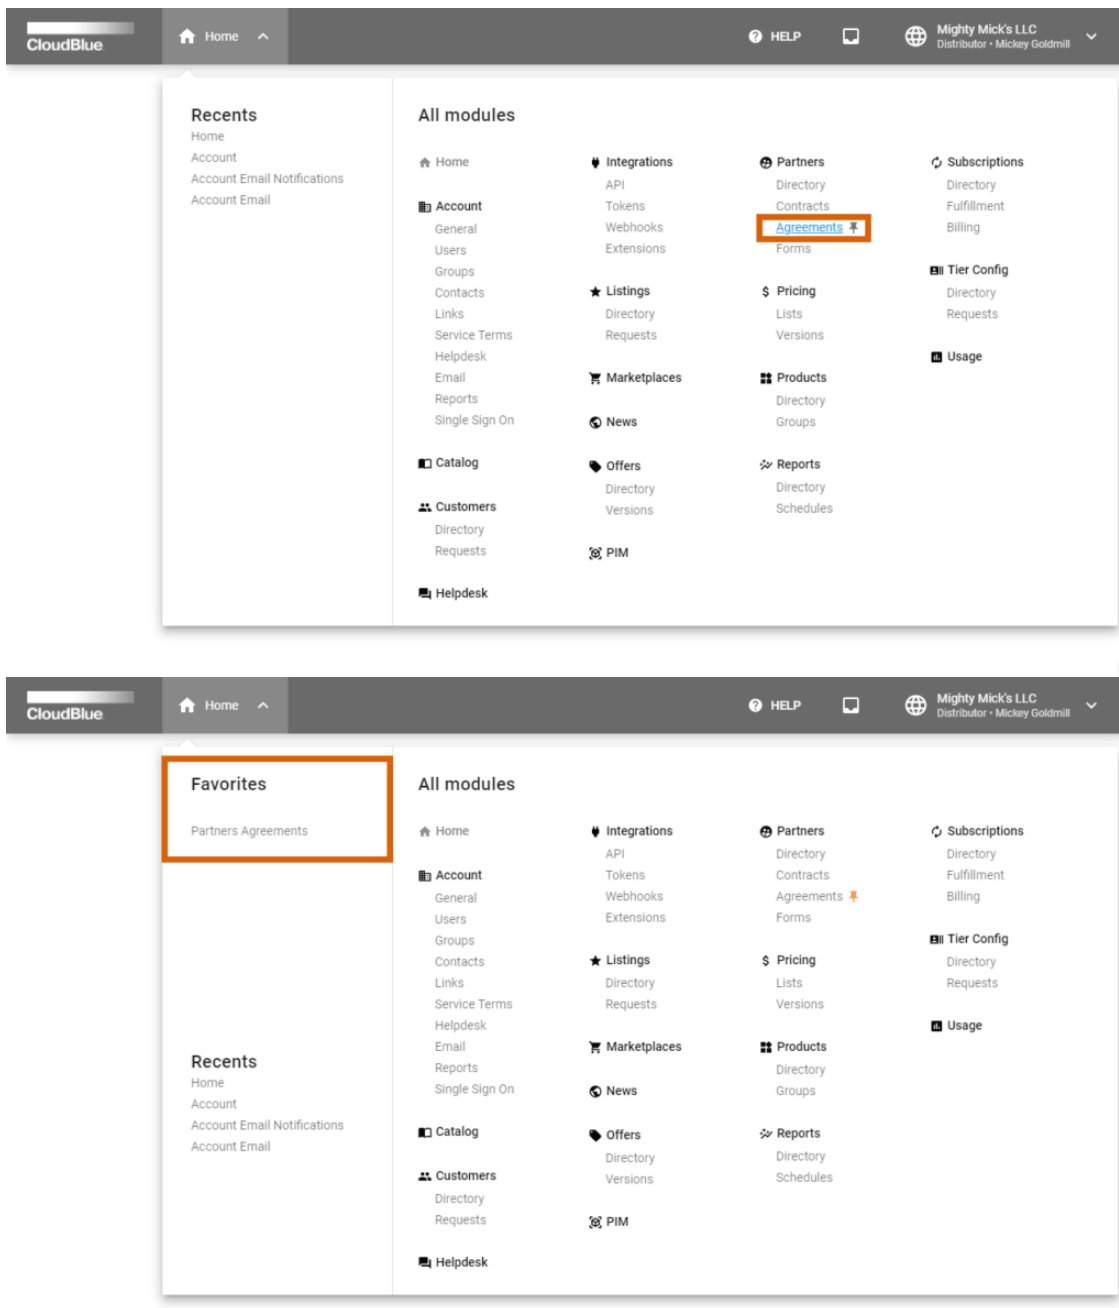 CloudBlue
Home
HELP
Mighty Mick's LLC
Distributor • Mickey Goldmill
Recents
Home
Account
Account Email Notifications
Account Email
All modules
Home
Account
General
Users
Groups
Contacts
Links
Service Terms
Helpdesk
Email
Reports
Single Sign On
Catalog
Customers
Directory
Requests
Helpdesk
Integrations
API
Tokens
Webhooks
Extensions
Listings
Directory
Requests
Marketplaces
News
Offers
Directory
Versions
PIM
Partners
Directory
Contracts
Agreements
Forms
Pricing
Lists
Versions
Products
Directory
Groups
Reports
Directory
Schedules
Subscriptions
Directory
Fulfillment
Billing
Tier Config
Directory
Requests
Usage
CloudBlue
Home
HELP
Mighty Mick's LLC
Distributor • Mickey Goldmill
Favorites
Partners Agreements
Recents
Home
Account
Account Email Notifications
Account Email
All modules
Home
Account
General
Users
Groups
Contacts
Links
Service Terms
Helpdesk
Email
Reports
Single Sign On
Catalog
Customers
Directory
Requests
Helpdesk
Integrations
API
Tokens
Webhooks
Extensions
Listings
Directory
Requests
Marketplaces
News
Offers
Directory
Versions
PIM
Partners
Directory
Contracts
Agreements
Forms
Pricing
Lists
Versions
Products
Directory
Groups
Reports
Directory
Schedules
Subscriptions
Directory
Fulfillment
Billing
Tier Config
Directory
Requests
Usage